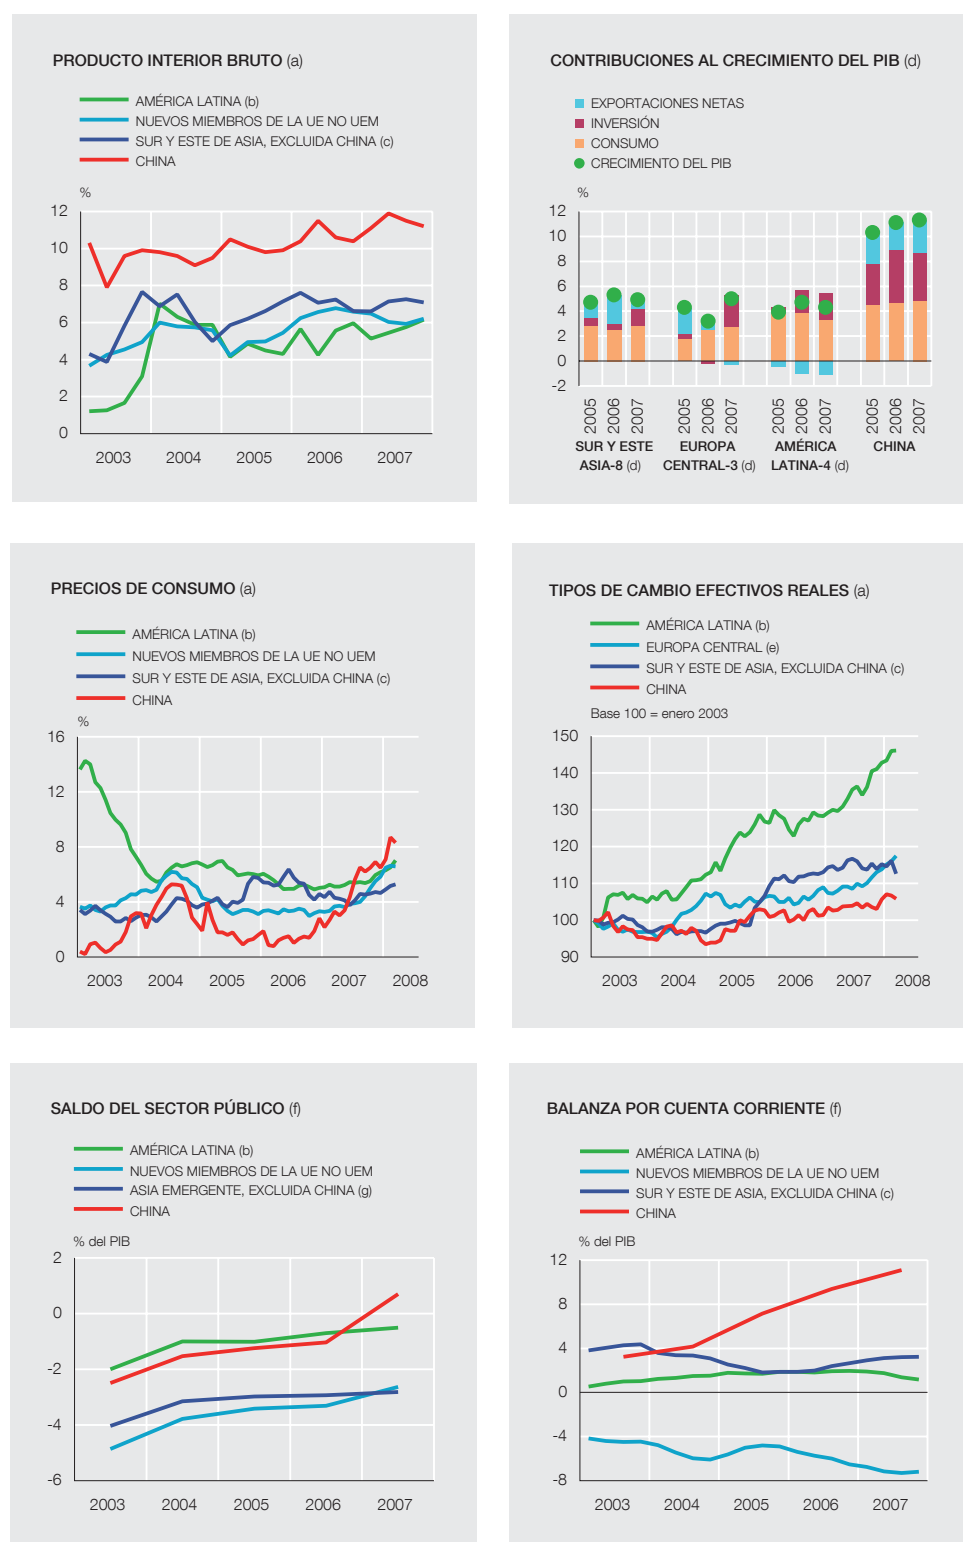 PRODUCTO INTERIOR BRUTO (a)
AMÉRICA LATINA (b)
NUEVOS MIEMBROS DE LA UE NO UEM
SUR Y ESTE DE ASIA, EXCLUIDA CHINA (c)
CHINA
%
12
10
8
6
4
2
0
2003 2004 2005 2006 2007
CONTRIBUCIONES AL CRECIMIENTO DEL PIB (d)
EXPORTACIONES NETAS
INVERSIÓN
CONSUMO
CRECIMIENTO DEL PIB
%
12
10
8
6
4
2
0
-2
2005 2006 2007 2005 2006 2007 2005 2006 2007 2005 2006 2007
SUR Y ESTE EUROPA AMÉRICA CHINA
ASIA-8 (d) CENTRAL-3 (d) LATINA-4 (d)
PRECIOS DE CONSUMO (a)
AMÉRICA LATINA (b)
NUEVOS MIEMBROS DE LA UE NO UEM
SUR Y ESTE DE ASIA, EXCLUIDA CHINA (c)
CHINA
%
16
12
8
4
0
2003 2004 2005 2006 2007 2008
TIPOS DE CAMBIO EFECTIVOS REALES (a)
AMÉRICA LATINA (b)
EUROPA CENTRAL (e)
SUR Y ESTE DE ASIA, EXCLUIDA CHINA (c)
CHINA
Base 100 = enero 2003
150
140
130
120
110
100
90
2003 2004 2005 2006 2007 2008
SALDO DEL SECTOR PÚBLICO (f)
AMÉRICA LATINA (b)
NUEVOS MIEMBROS DE LA UE NO UEM
ASIA EMERGENTE, EXCLUIDA CHINA (g)
CHINA
% del PIB
2
0
-2
-4
-6
2003 2004 2005 2006 2007
BALANZA POR CUENTA CORRIENTE (f)
AMÉRICA LATINA (b)
NUEVOS MIEMBROS DE LA UE NO UEM
SUR Y ESTE DE ASIA, EXCLUIDA CHINA (c)
CHINA
% del PIB
12
8
4
0
-4
-8
2003 2004 2005 2006 2007